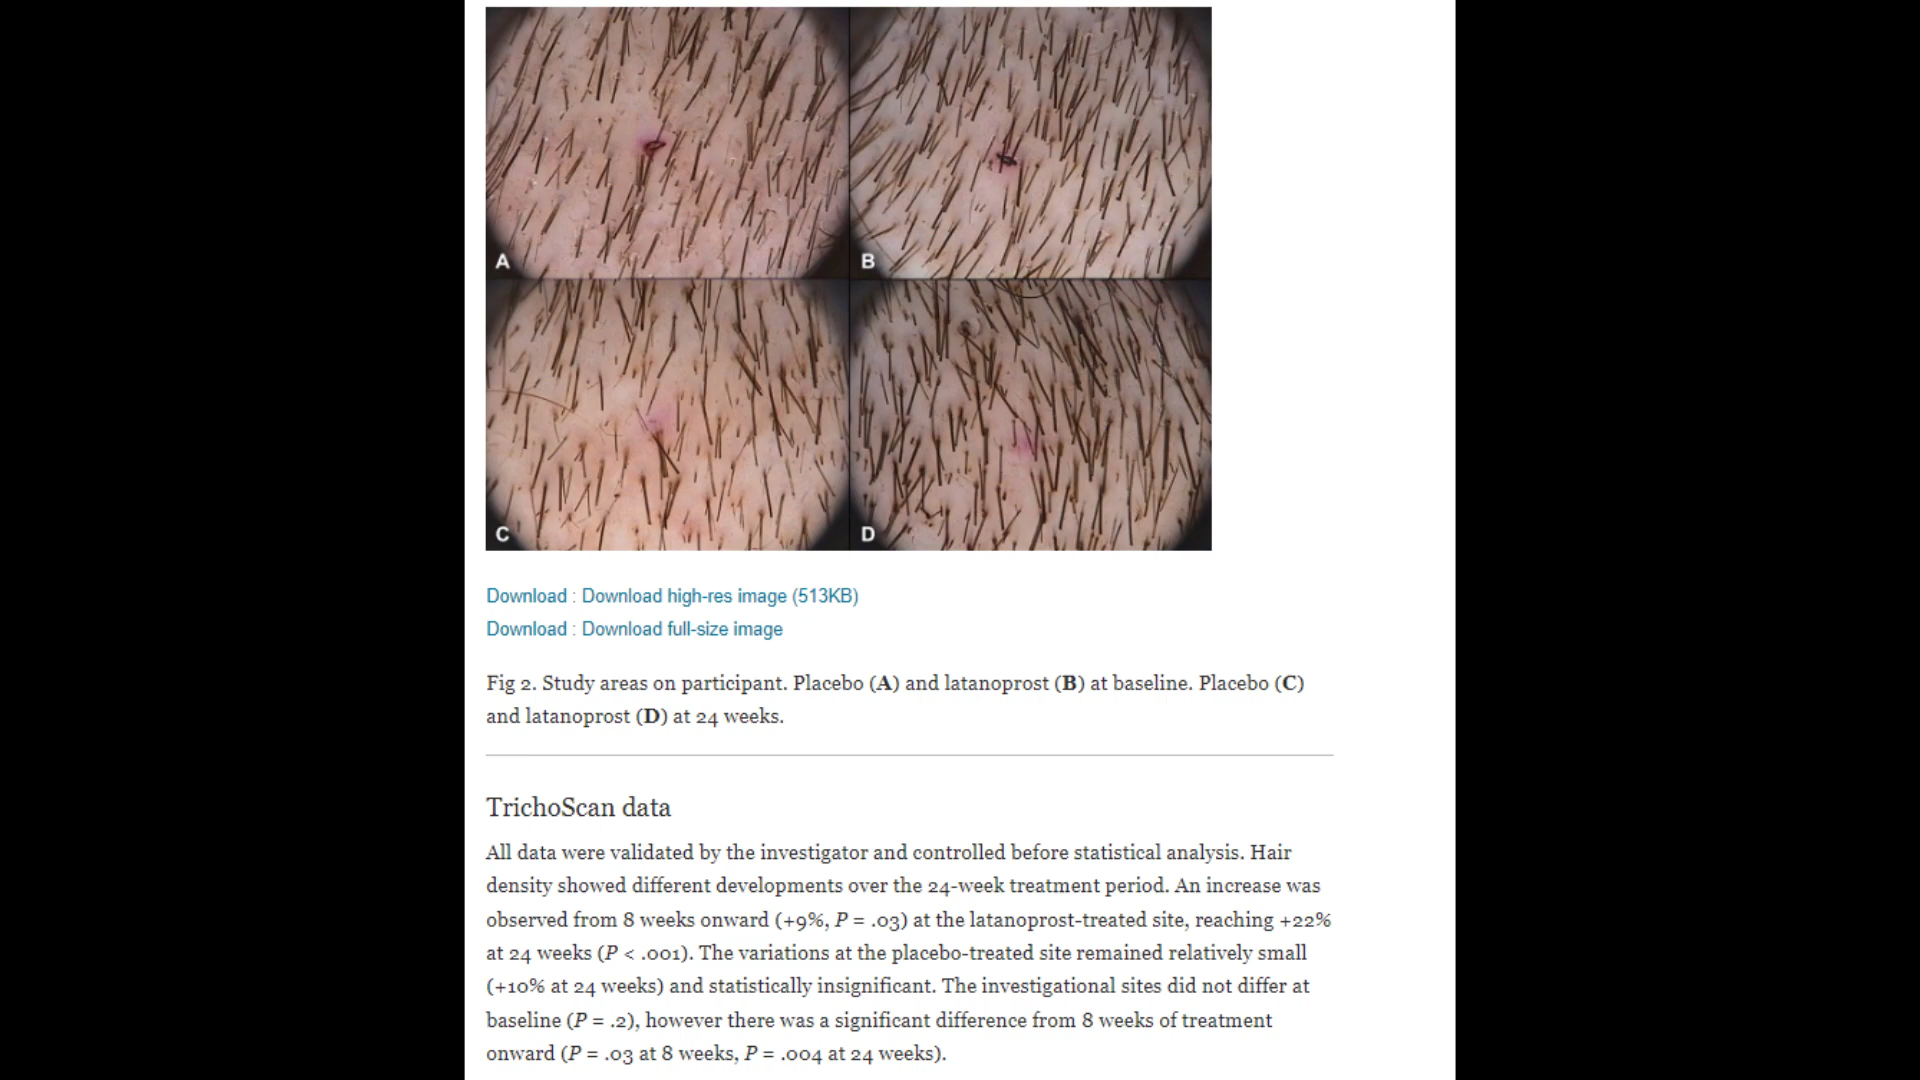 A
B
C
D
Download : Download high-res image (513KB)
Download : Download full-size image
Fig 2. Study areas on participant. Placebo (A) and latanoprost (B) at baseline. Placebo (C)
and latanoprost (D) at 24 weeks.
TrichoScan data
All data were validated by the investigator and controlled before statistical analysis. Hair
density showed different developments over the 24-week treatment period. An increase was
observed from 8 weeks onward (+9%, P = .03) at the latanoprost-treated site, reaching +22%
at 24 weeks (P < .001). The variations at the placebo-treated site remained relatively small
(+10% at 24 weeks) and statistically insignificant. The investigational sites did not differ at
baseline (P = .2), however there was a significant difference from 8 weeks of treatment
onward (P = .03 at 8 weeks, P = .004 at 24 weeks).